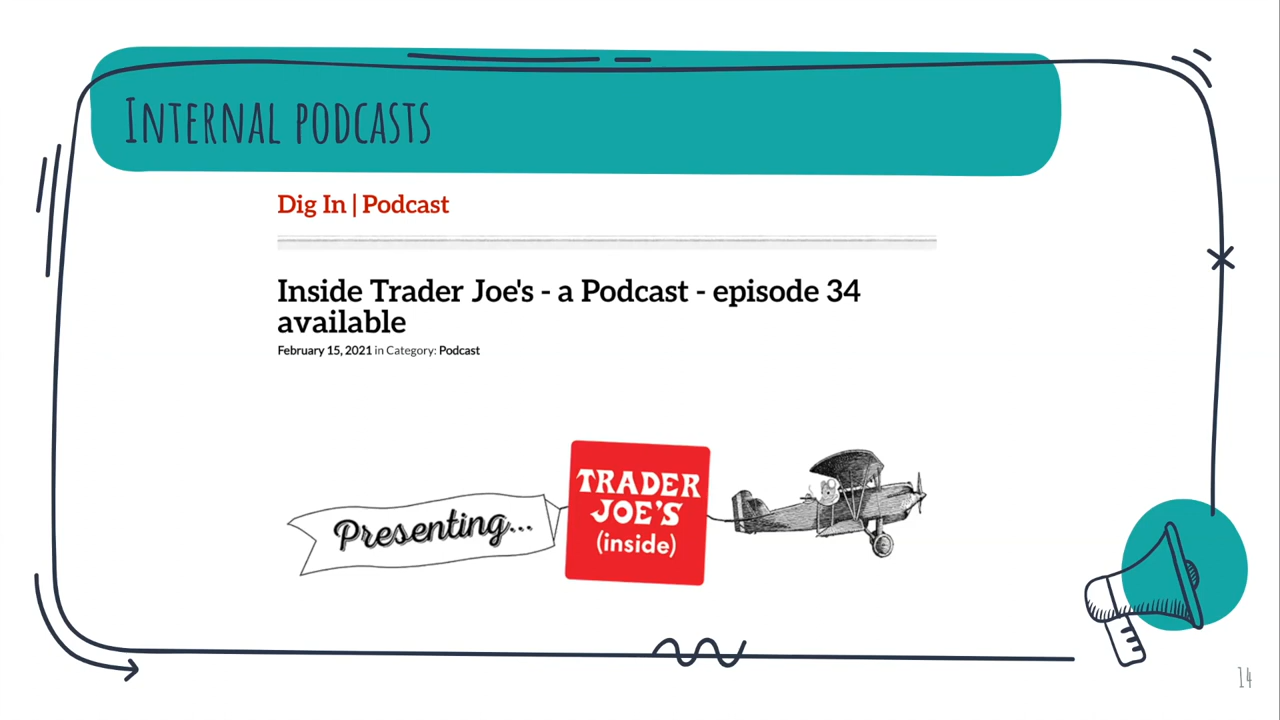 Internal podcasts
Dig In | Podcast
Inside Trader Joe's - a Podcast - episode 34
available
February 15, 2021 in Category: Podcast
Presenting...
TRADER
JOE'S
(inside)
14